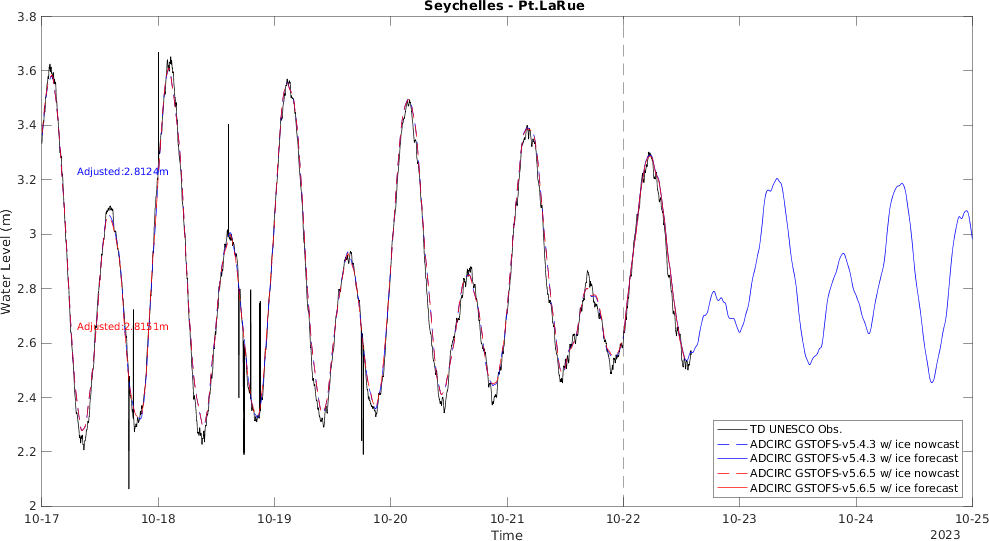 Seychelles - Pt.LaRue
3.8
3.6
3.4
3.2
3
2.8
2.6
2.4
2.2
2
Water Level (m)
Adjusted:2.8124m
Adjusted:2.8151m
TD UNESCO Obs.
ADCIRC GSTOFS-v5.4.3 w/ ice nowcast
ADCIRC GSTOFS-v5.4.3 w/ ice forecast
ADCIRC GSTOFS-v5.6.5 w/ ice nowcast
ADCIRC GSTOFS-v5.6.5 w/ ice forecast
10-17 10-18 10-19 10-20 10-21 10-22 10-23 10-24 10-25
Time
2023